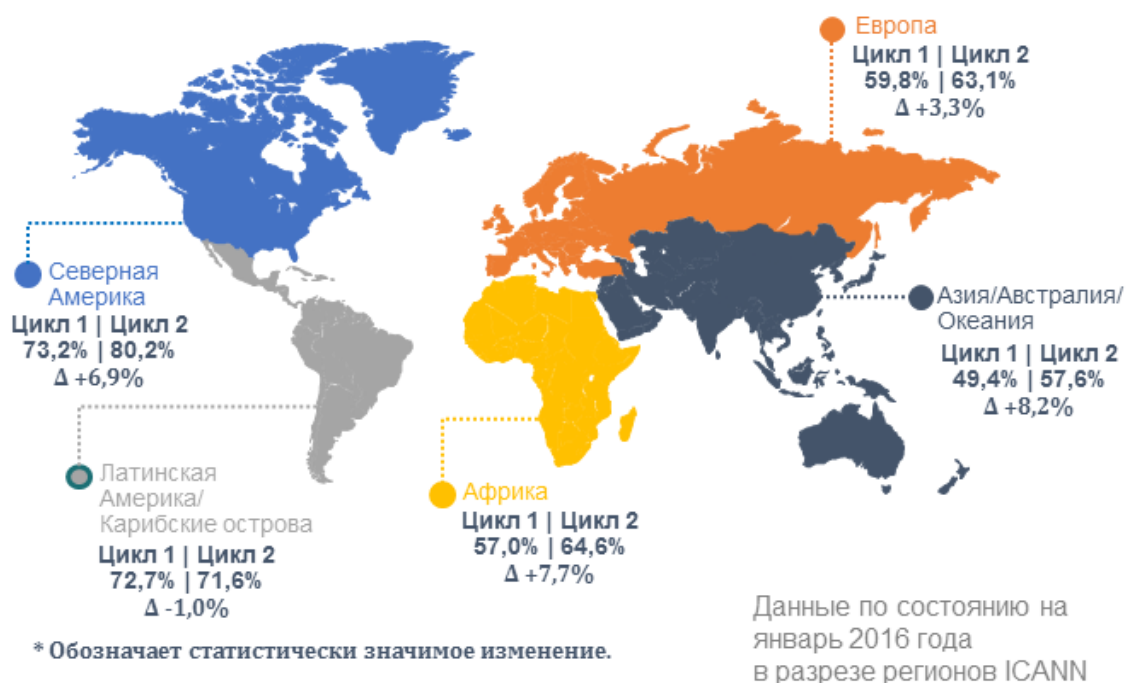 Европа
Цикл 1 | Цикл 2
59,8% | 63,1%
Δ +3,3%
Северная
Америка
Цикл 1 | Цикл 2
73,2% | 80,2%
Δ +6,9%
Азия/Австралия/
Океания
Цикл 1 | Цикл 2
49,4% | 57,6%
Δ +8,2%
Латинская
Америка/
Карибские острова
Цикл 1 | Цикл 2
72,7% | 71,6%
Δ -1,0%
Африка
Цикл 1 | Цикл 2
57,0% | 64,6%
Δ +7,7%
* Обозначает статистически значимое изменение.
Данные по состоянию на
январь 2016 года
в разрезе регионов ICANN